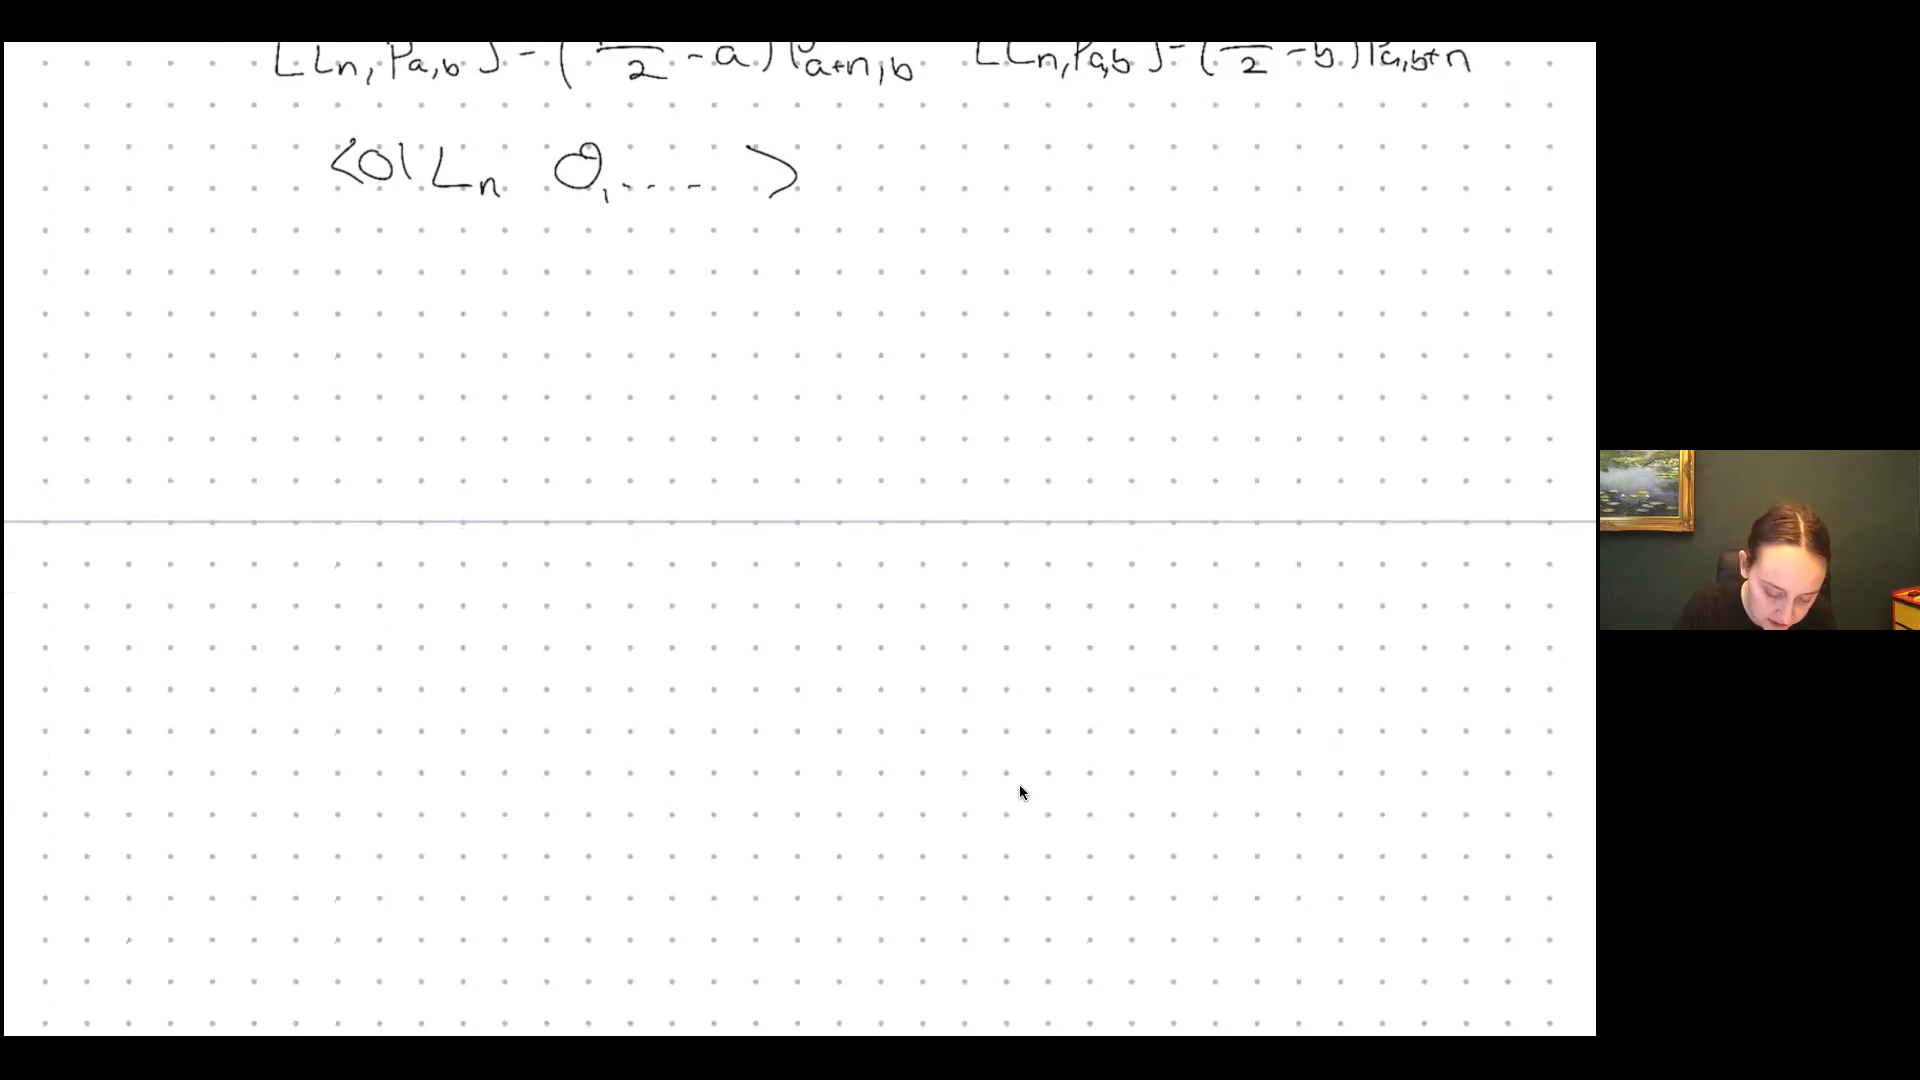 [Ln, Pa,b] - ( /2 - a) Pa+n,b [Ln, Pa,b] - ( /2 - b) Pa,b+n
<0| Ln O1 .... >